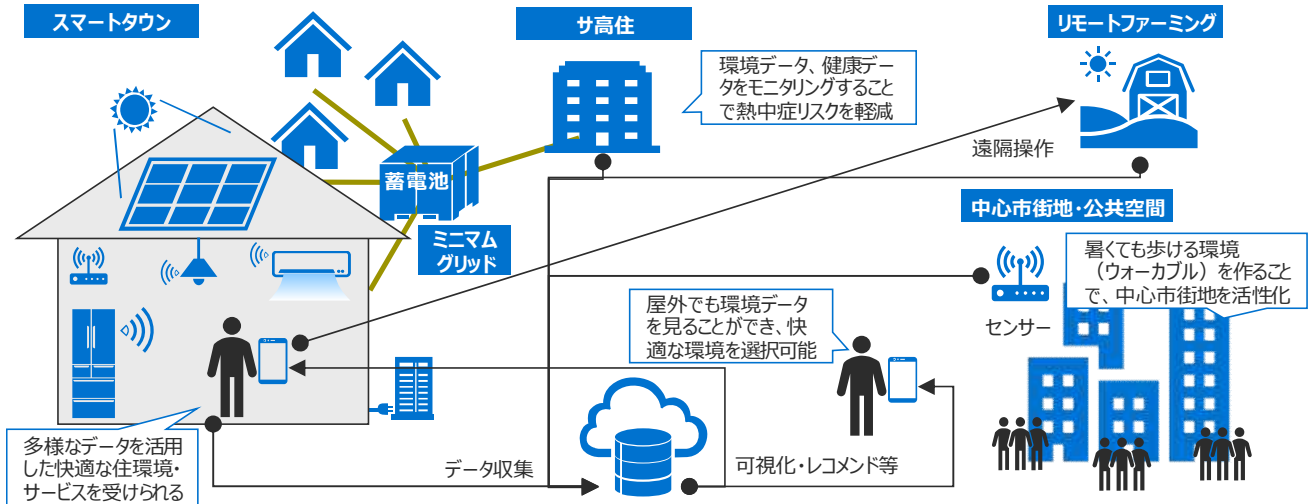 スマートタウン
サ高住
リモートファーミング
環境データ、健康デー
タをモニタリングすること
で熱中症リスクを軽減
遠隔操作
蓄電池
ミニマム
グリッド
中心市街地・公共空間
暑くても歩ける環境
（ウォーカブル）を作ること
で、中心市街地を活性化
センサー
屋外でも環境データ
を見ることができ、快
適な環境を選択可能
多様なデータを活用
した快適な住環境・
サービスを受けられる
データ収集
可視化・レコメンド等